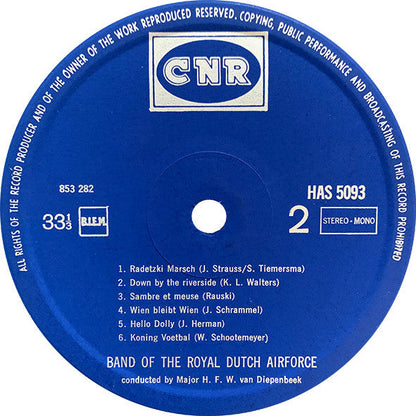 ALL RIGHTS OF THE RECORD PRODUCER AND OF THE OWNER OF THE WORK REPRODUCED RESERVED. COPYING, PUBLIC PERFORMANCE AND BROADCASTING OF THIS RECORD PROHIBITED
CNR
853 282
HAS 5093
33⅓ B.I.E.M.
2 STEREO - MONO
1. Radetzki Marsch (J. Strauss/S. Tiemersma)
2. Down by the riverside (K. L. Walters)
3. Sambre et meuse (Rauski)
4. Wien bleibt Wien (J. Schrammel)
5. Hello Dolly (J. Herman)
6. Koning Voetbal (W. Schootemeyer)
BAND OF THE ROYAL DUTCH AIRFORCE
conducted by Major H. F. W. van Diepenbeek